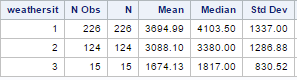 weathersit N Obs N Mean Median Std Dev
1 226 226 3694.99 4103.50 1337.00
2 124 124 3088.10 3380.00 1286.88
3 15 15 1674.13 1817.00 830.52